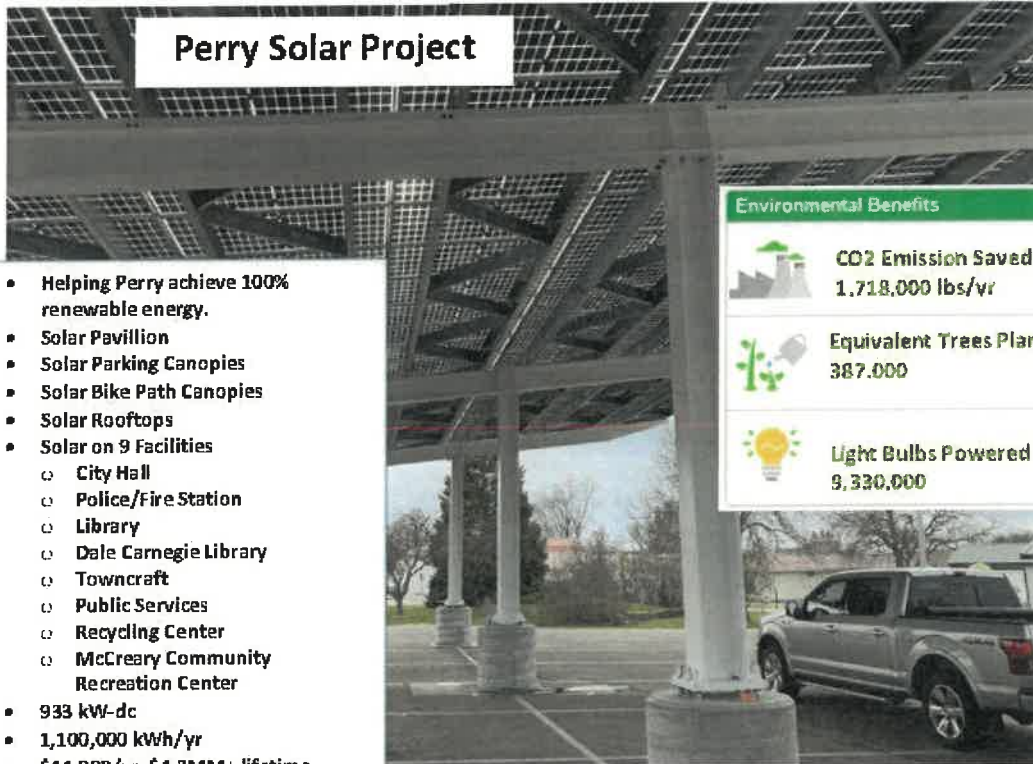 Perry Solar Project
• Helping Perry achieve 100%
renewable energy.
• Solar Pavillion
• Solar Parking Canopies
• Solar Bike Path Canopies
• Solar Rooftops
• Solar on 9 Facilities
o City Hall
o Police/Fire Station
o Library
o Dale Carnegie Library
o Towncraft
o Public Services
o Recycling Center
o McCreary Community
Recreation Center
• 933 kW-dc
• 1,100,000 kWh/yr
lifetime
Environmental Benefits
CO2 Emission Saved
1,718,000 lbs/yr
Equivalent Trees
387.000
Light Bulbs Powered
9,330,000